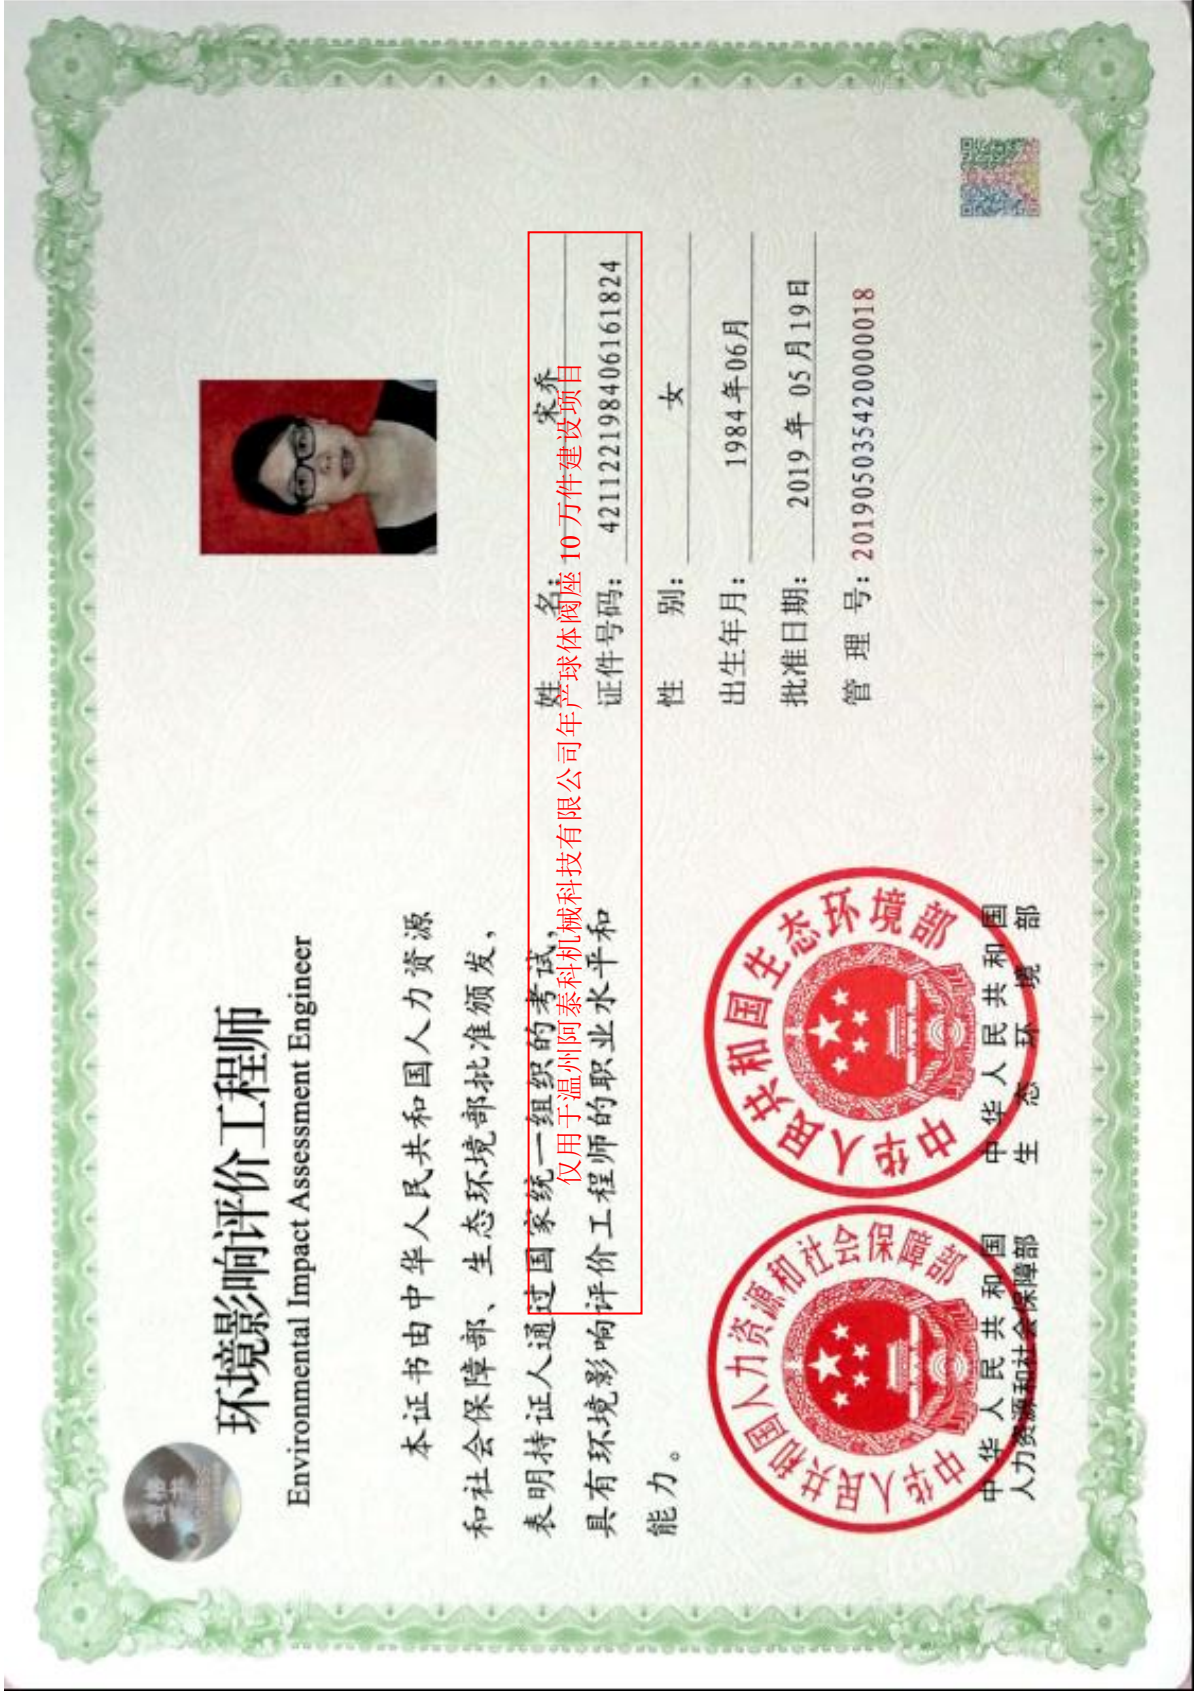 环境影响评价工程师
Environmental Impact Assessment Engineer
本证书由中华人民共和国人力资源
和社会保障部、生态环境部批准颁发，
表明持证人通过国家统一组织的考试，
具有环境影响评价工程师的职业水平和
能力。
姓 名： 宋乔
证件号码： 421122198406161824
性 别： 女
出生年月： 1984年06月
批准日期： 2019年05月19日
管 理 号： 201905035420000018
仅用于温州阿泰科机械科技有限公司年产球体阀座 10 万件建设项目
中华人民共和国人力资源和社会保障部
中华人民共和国生态环境部
中华人民共和国
人力资源和社会保障部
中华人民共和国
生态环境部